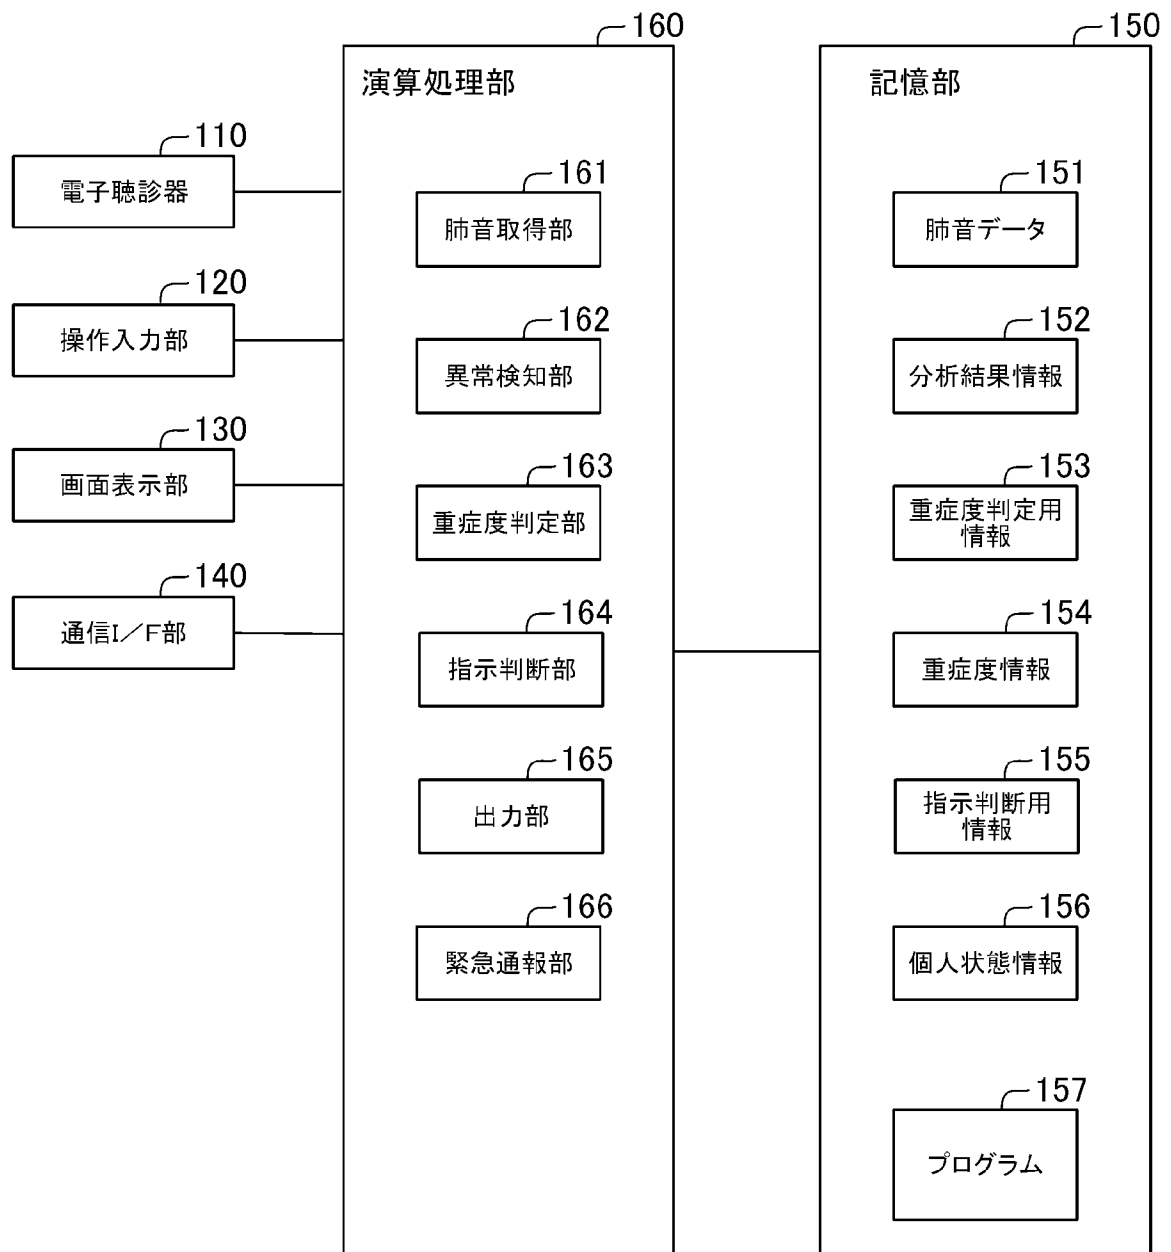 160
演算処理部
110
電子聴診器
120
操作入力部
130
画面表示部
140
通信I／F部
161
肺音取得部
162
異常検知部
163
重症度判定部
164
指示判断部
165
出力部
166
緊急通報部
150
記憶部
151
肺音データ
152
分析結果情報
153
重症度判定用
情報
154
重症度情報
155
指示判断用
情報
156
個人状態情報
157
プログラム